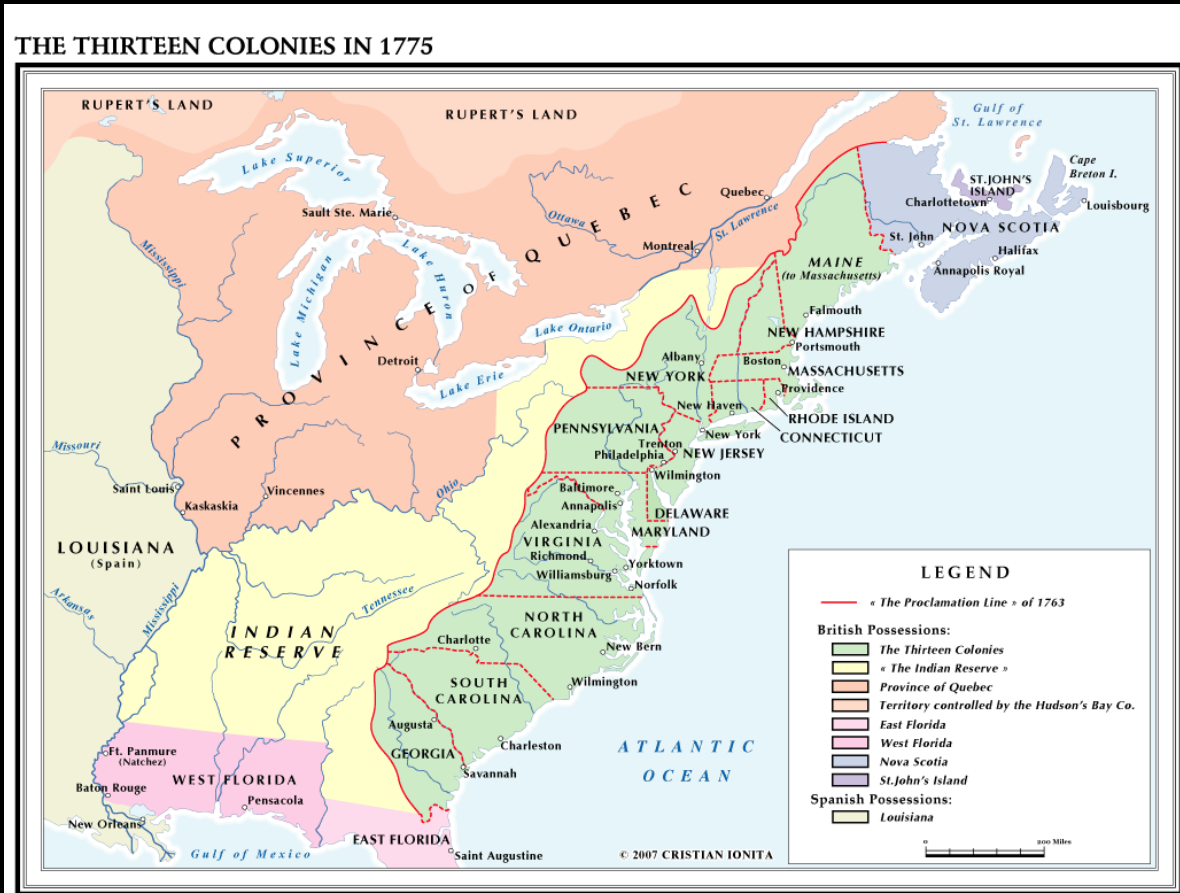 THE THIRTEEN COLONIES IN 1775
RUPERT'S LAND
RUPERT'S LAND
Gulf of
St. Lawrence
Lake Superior
Cape
Breton I.
ST.JOHN'S
ISLAND
Quebec
Charlottetown
Louisbourg
Sault Ste. Marie
Ottawa
St. Lawrence
NOVA SCOTIA
St. John
Montreal
Halifax
Mississippi
MAINE
(to Massachusetts)
Annapolis Royal
Lake Michigan
Lake Huron
PROVINCE OF QUEBEC
Falmouth
Lake Ontario
NEW HAMPSHIRE
Portsmouth
Detroit
Albany
Boston
MASSACHUSETTS
Lake Erie
NEW YORK
Providence
New Haven
RHODE ISLAND
PENNSYLVANIA
New York
CONNECTICUT
Missouri
Trenton
Philadelphia
NEW JERSEY
Wilmington
Saint Louis
Vincennes
Ohio
Baltimore
Kaskaskia
Annapolis
DELAWARE
Alexandria
MARYLAND
LOUISIANA
(Spain)
VIRGINIA
Richmond
Yorktown
Williamsburg
Norfolk
Arkansas
Mississippi
Tennessee
INDIAN
RESERVE
NORTH
CAROLINA
Charlotte
New Bern
SOUTH
CAROLINA
Wilmington
Augusta
Charleston
GEORGIA
Savannah
ATLANTIC
OCEAN
Ft. Panmure
(Natchez)
WEST FLORIDA
Baton Rouge
Pensacola
New Orleans
EAST FLORIDA
Gulf of Mexico
Saint Augustine
© 2007 CRISTIAN IONITA
LEGEND
« The Proclamation Line » of 1763
British Possessions:
The Thirteen Colonies
« The Indian Reserve »
Province of Quebec
Territory controlled by the Hudson's Bay Co.
East Florida
West Florida
Nova Scotia
St.John's Island
Spanish Possessions:
Louisiana
0 200 Miles